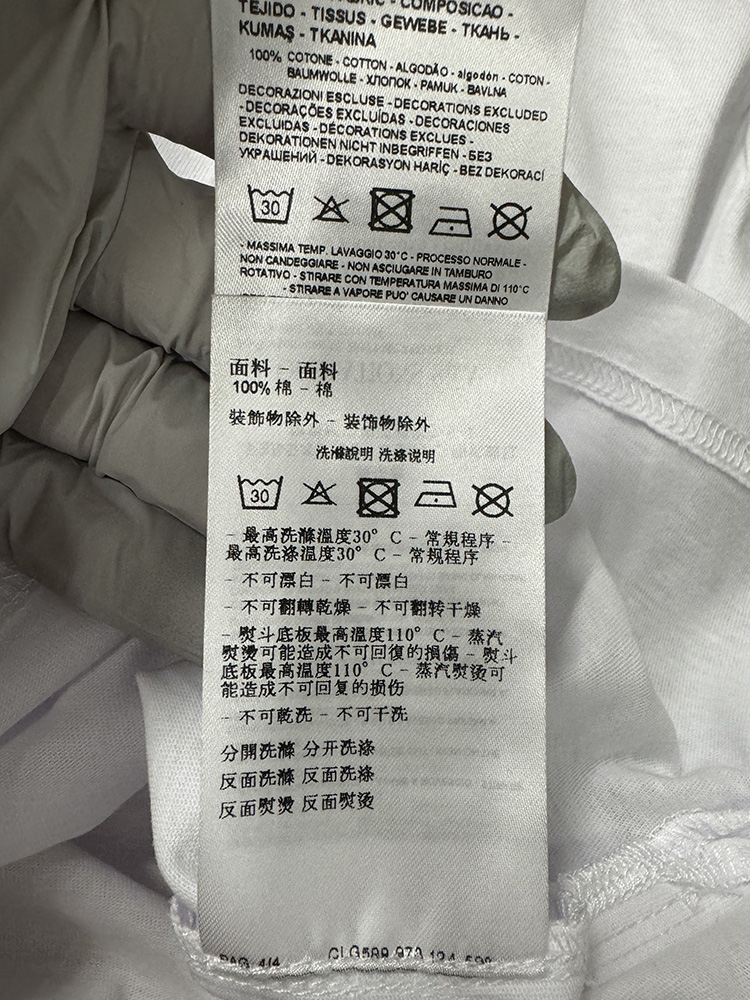 COMPOSICAO -
TEJIDO - TISSUS - GEWEBE - ТКАНЬ -
KUMAŞ - TKANINA
100% COTONE - COTTON - ALGODÃO - algodón - COTON -
BAUMWOLLE - ХЛОПОК - PAMUK - BAVLNA
DECORAZIONI ESCLUSE - DECORATIONS EXCLUDED
- DECORAÇÕES EXCLUÍDAS - DECORACIONES
EXCLUIDAS - DÉCORATIONS EXCLUES -
DEKORATIONEN NICHT INBEGRIFFEN - БЕЗ
УКРАШЕНИЙ - DEKORASYON HARİÇ - BEZ DEKORACÍ
30
- MASSIMA TEMP. LAVAGGIO 30°C - PROCESSO NORMALE -
NON CANDEGGIARE - NON ASCIUGARE IN TAMBURO
ROTATIVO - STIRARE CON TEMPERATURA MASSIMA DI 110°C
- STIRARE A VAPORE PUO' CAUSARE UN DANNO
面料 - 面料
100% 棉 - 棉
裝飾物除外 - 装饰物除外
洗滌說明 洗涤说明
30
- 最高洗滌溫度30° C - 常規程序 -
最高洗涤温度30° C - 常规程序
- 不可漂白 - 不可漂白
- 不可翻轉乾燥 - 不可翻转干燥
- 熨斗底板最高溫度110° C - 蒸汽
熨燙可能造成不可回復的損傷 - 熨斗
底板最高温度110° C - 蒸汽熨烫可
能造成不可回复的损伤
- 不可乾洗 - 不可干洗
分開洗滌 分开洗涤
反面洗滌 反面洗涤
反面熨燙 反面熨烫
PAG. 4/4